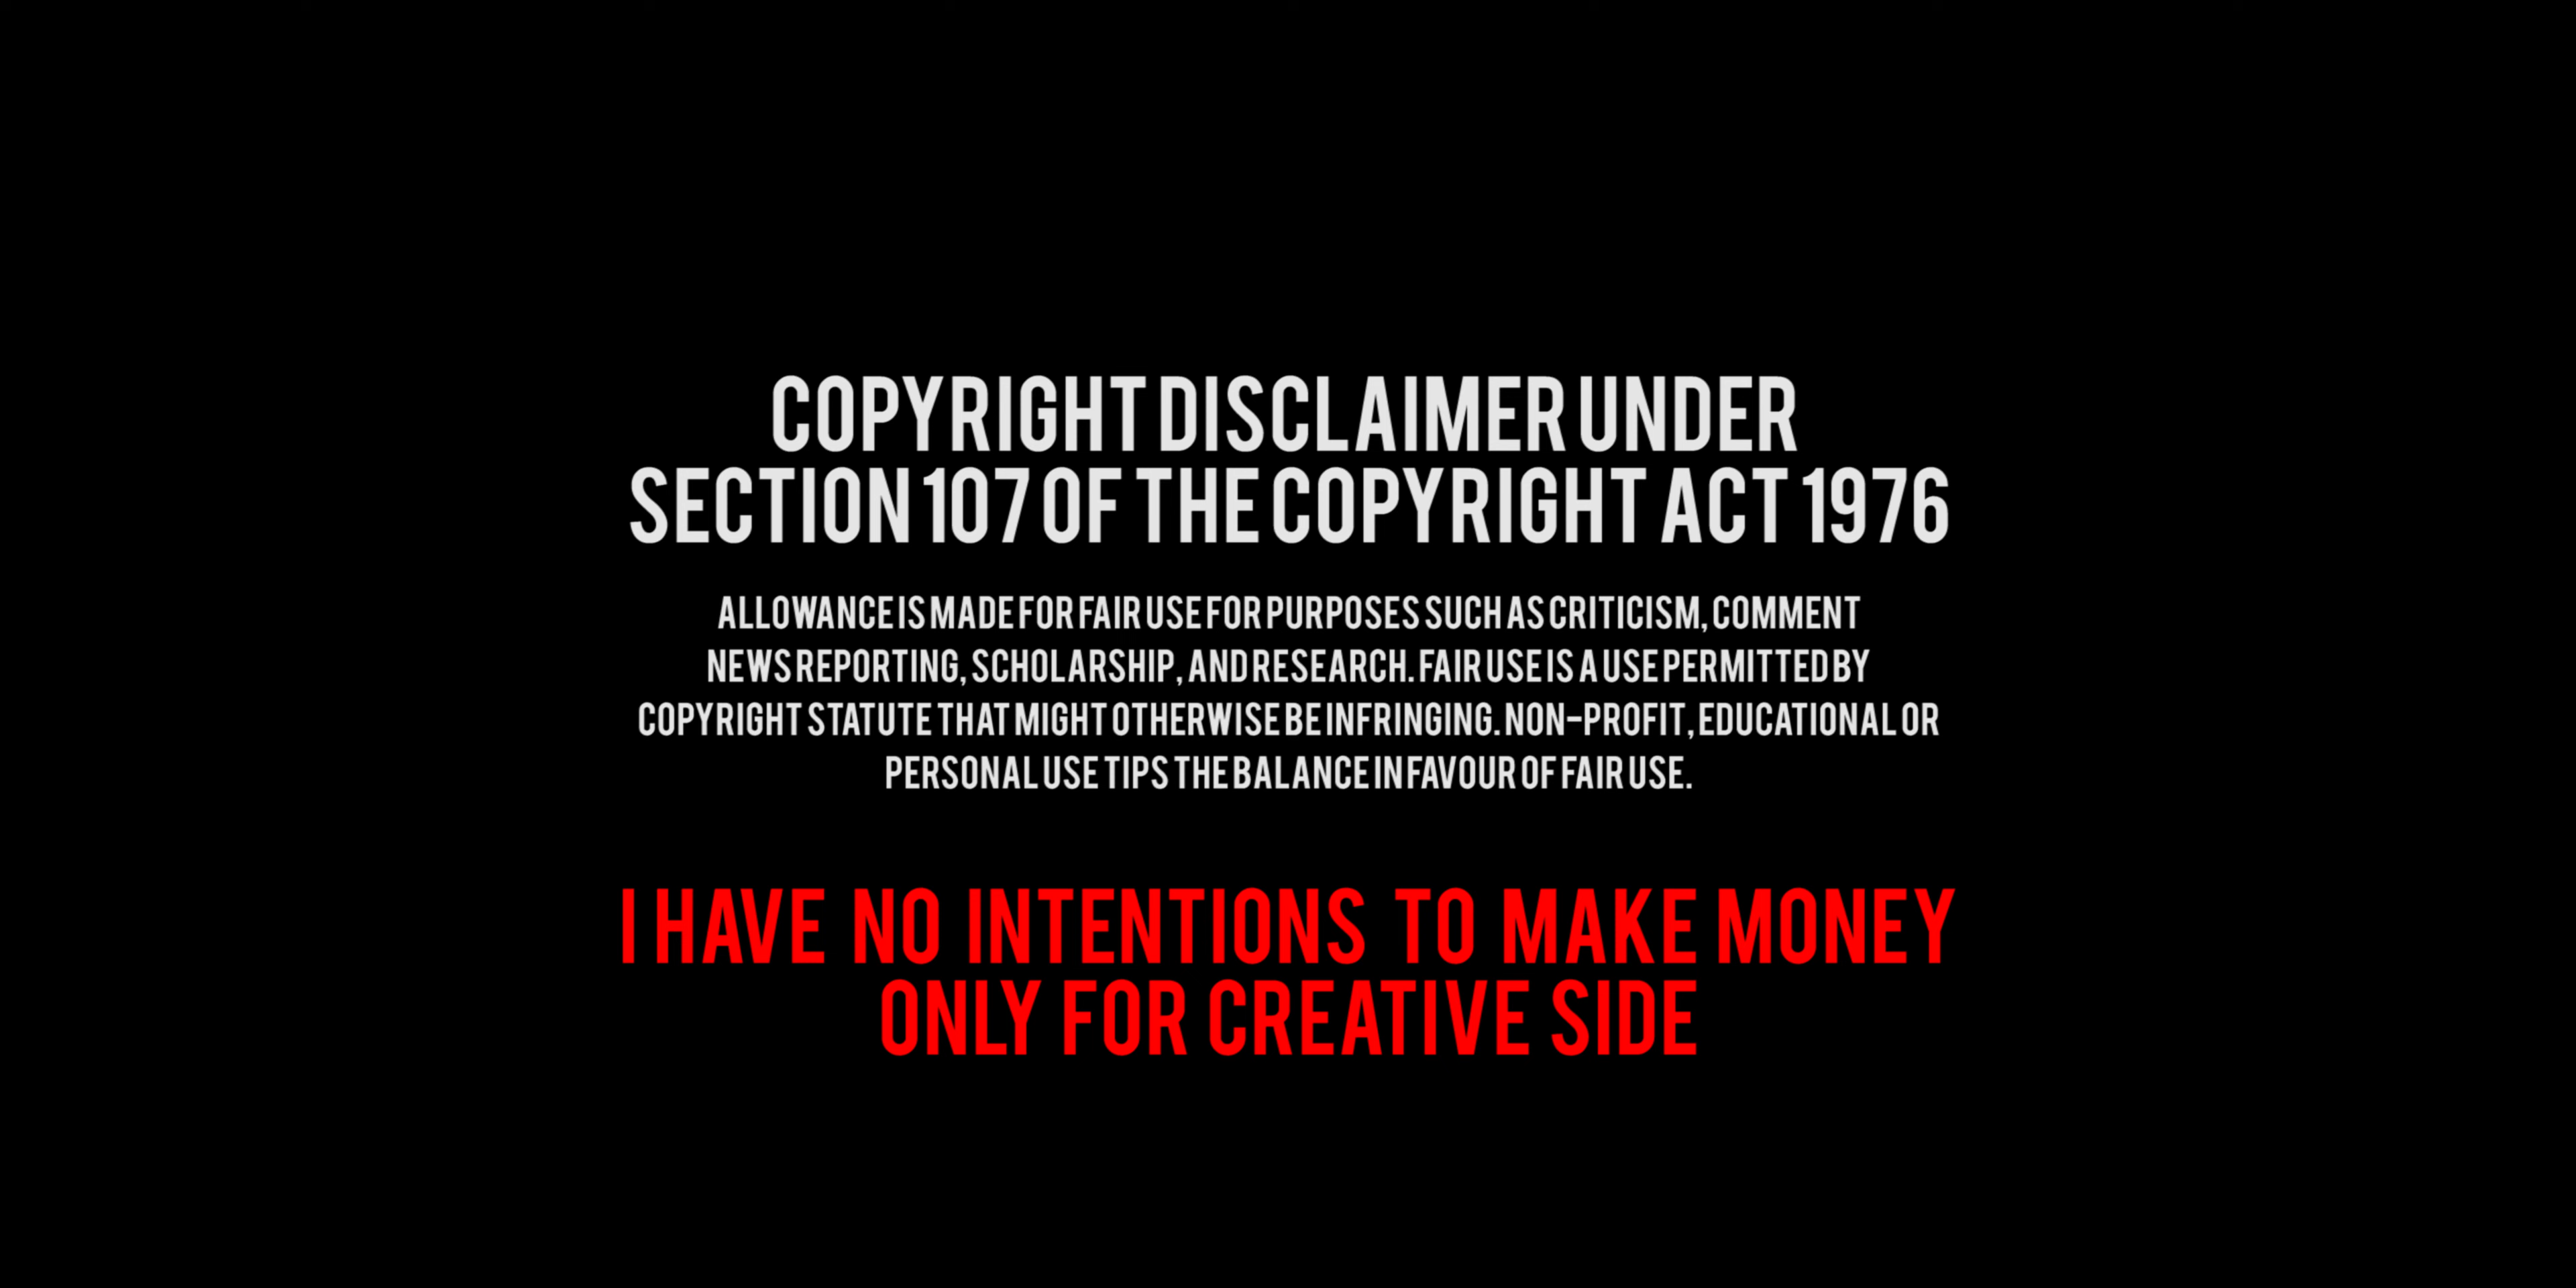 COPYRIGHT DISCLAIMER UNDER
SECTION 107 OF THE COPYRIGHT ACT 1976
ALLOWANCE IS MADE FOR FAIR USE FOR PURPOSES SUCH AS CRITICISM, COMMENT
NEWS REPORTING, SCHOLARSHIP, AND RESEARCH. FAIR USE IS A USE PERMITTED BY
COPYRIGHT STATUTE THAT MIGHT OTHERWISE BE INFRINGING. NON-PROFIT, EDUCATIONAL OR
PERSONAL USE TIPS THE BALANCE IN FAVOUR OF FAIR USE.
I HAVE NO INTENTIONS TO MAKE MONEY
ONLY FOR CREATIVE SIDE